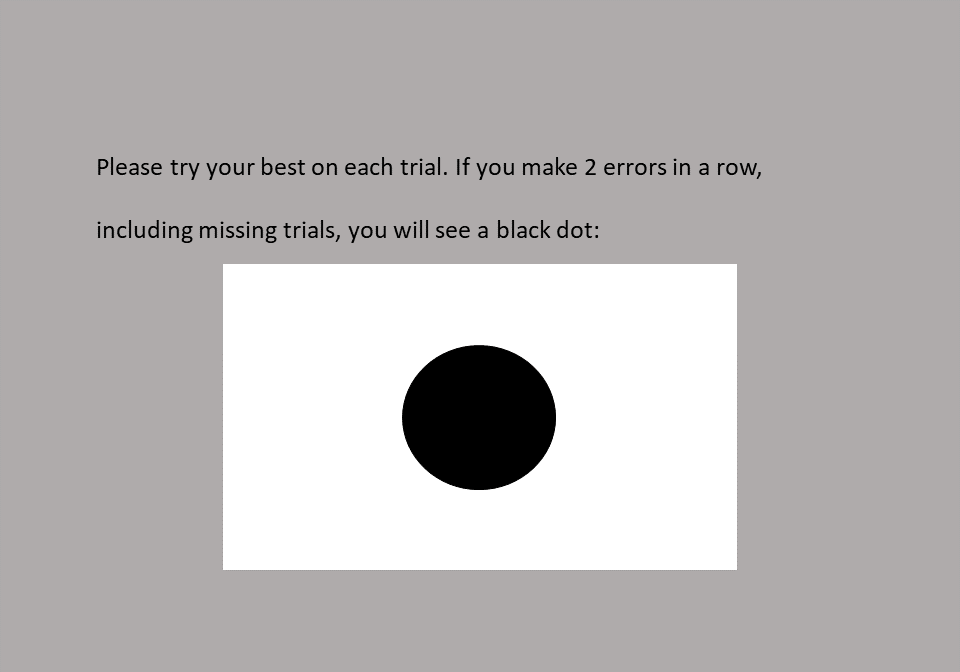 Please try your best on each trial. If you make 2 errors in a row,
including missing trials, you will see a black dot: